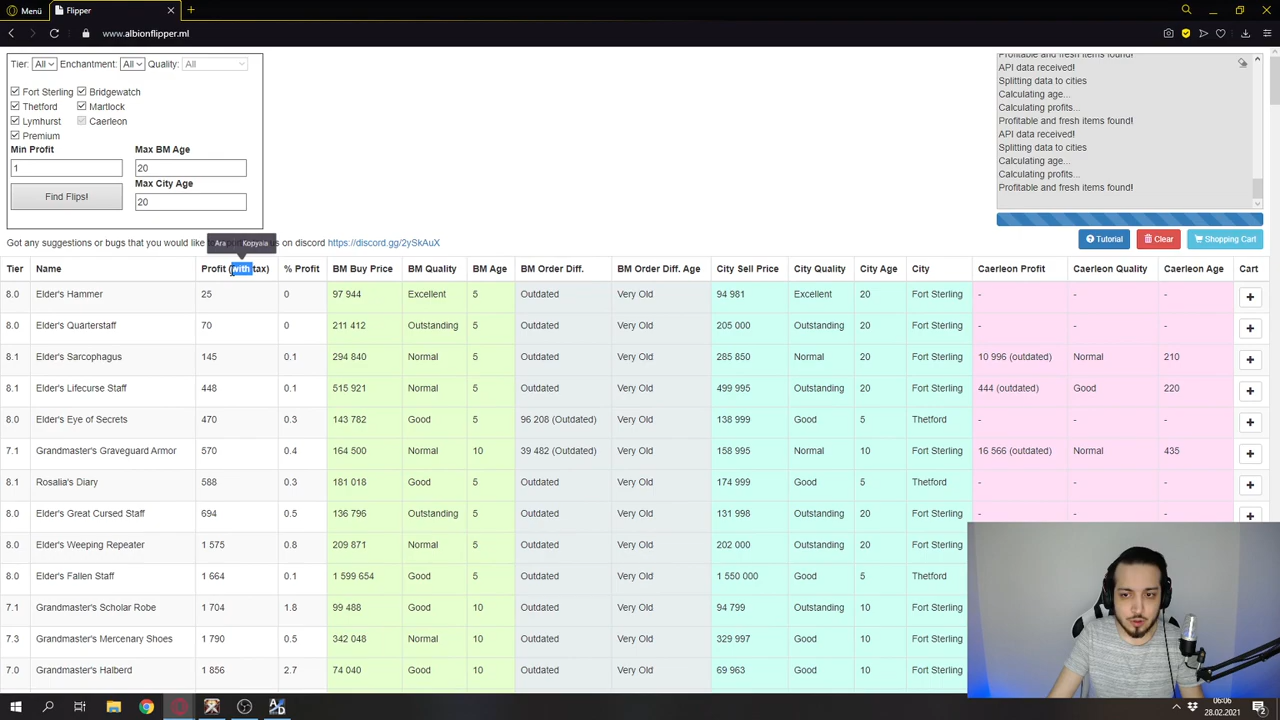 Menü
Flipper
www.albionflipper.ml
Tier: All Enchantment: All Quality: All
Fort Sterling Bridgewatch
Thetford Martlock
Lymhurst Caerleon
Premium
Min Profit Max BM Age
1 20
Max City Age
Find Flips! 20
Profitable and fresh items found!
API data received!
Splitting data to cities
Calculating age...
Calculating profits...
Profitable and fresh items found!
API data received!
Splitting data to cities
Calculating age...
Calculating profits...
Profitable and fresh items found!
Got any suggestions or bugs that you would like us on discord https://discord.gg/2ySkAuX
Ara Kopyala
Tutorial Clear Shopping Cart
Tier Name Profit (with tax) % Profit BM Buy Price BM Quality BM Age BM Order Diff. BM Order Diff. Age City Sell Price City Quality City Age City Caerleon Profit Caerleon Quality Caerleon Age Cart
8.0 Elder's Hammer 25 0 97 944 Excellent 5 Outdated Very Old 94 981 Excellent 20 Fort Sterling - - - +
8.0 Elder's Quarterstaff 70 0 211 412 Outstanding 5 Outdated Very Old 205 000 Outstanding 20 Fort Sterling - - - +
8.1 Elder's Sarcophagus 145 0.1 294 840 Normal 5 Outdated Very Old 285 850 Normal 20 Fort Sterling 10 996 (outdated) Normal 210 +
8.1 Elder's Lifecurse Staff 448 0.1 515 921 Normal 5 Outdated Very Old 499 995 Outstanding 20 Fort Sterling 444 (outdated) Good 220 +
8.0 Elder's Eye of Secrets 470 0.3 143 782 Good 5 96 208 (Outdated) Very Old 138 999 Good 5 Thetford - - - +
7.1 Grandmaster's Graveguard Armor 570 0.4 164 500 Normal 10 39 482 (Outdated) Very Old 158 995 Normal 10 Fort Sterling 16 566 (outdated) Normal 435 +
8.1 Rosalia's Diary 588 0.3 181 018 Good 5 Outdated Very Old 174 999 Good 5 Thetford - - - +
8.0 Elder's Great Cursed Staff 694 0.5 136 796 Outstanding 5 Outdated Very Old 131 998 Outstanding 20 Fort Sterling - - - +
8.0 Elder's Weeping Repeater 1 575 0.8 209 871 Normal 5 Outdated Very Old 202 000 Outstanding 20 Fort Sterling
8.0 Elder's Fallen Staff 1 664 0.1 1 599 654 Good 5 Outdated Very Old 1 550 000 Good 5 Thetford
7.1 Grandmaster's Scholar Robe 1 704 1.8 99 488 Good 10 Outdated Very Old 94 799 Outstanding 10 Fort Sterling
7.3 Grandmaster's Mercenary Shoes 1 790 0.5 342 048 Normal 10 Outdated Very Old 329 997 Good 10 Fort Sterling
7.0 Grandmaster's Halberd 1 856 2.7 74 040 Good 10 Outdated Very Old 69 963 Good 10 Fort Sterling
06:06
28.02.2021
2